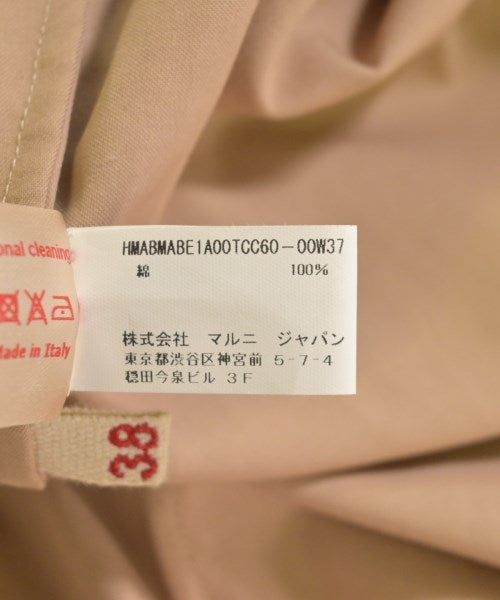 HMABMABE1A00TCC60-00W37
綿 100%
株式会社 マルニ ジャパン
東京都渋谷区神宮前 5-7-4
穏田今泉ビル 3F
onal cleaning
Made in Italy
38